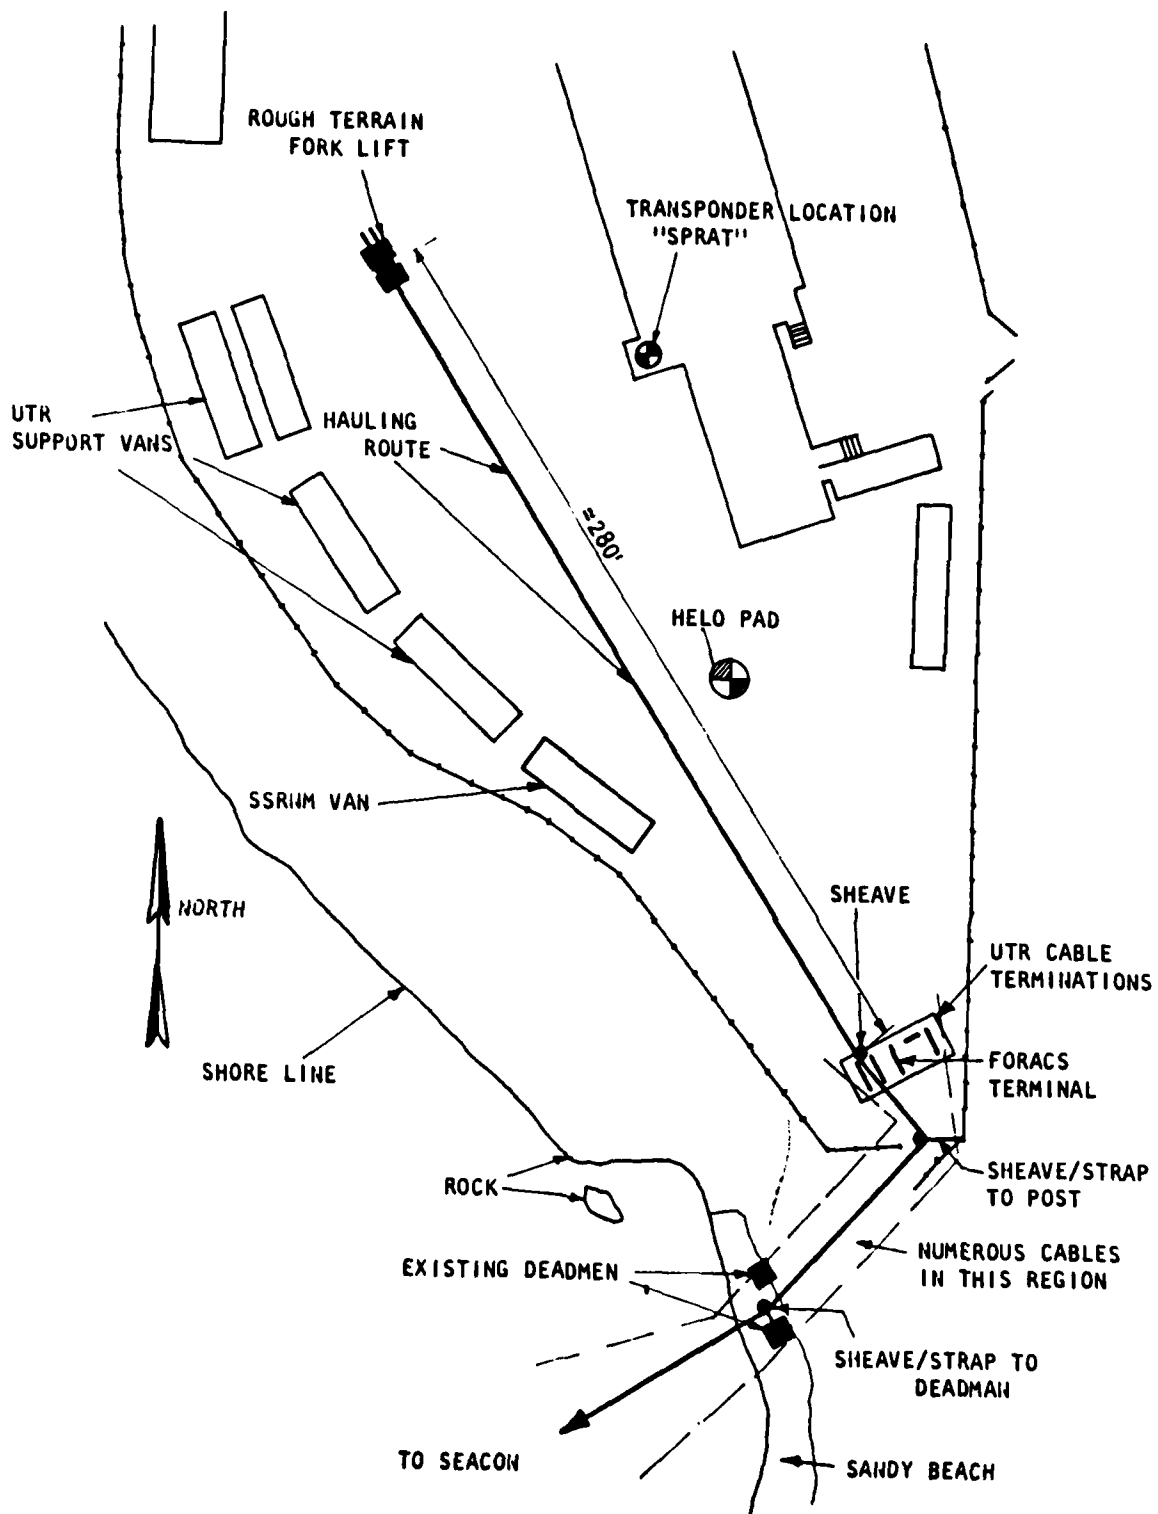 ROUGH TERRAIN
FORK LIFT
TRANSPONDER LOCATION
"SPRAT"
UTR
SUPPORT VANS
HAULING
ROUTE
≈280'
HELO PAD
SSRNM VAN
SHEAVE
NORTH
UTR CABLE
TERMINATIONS
SHORE LINE
FORACS
TERMINAL
ROCK
SHEAVE/STRAP
TO POST
EXISTING DEADMEN
NUMEROUS CABLES
IN THIS REGION
SHEAVE/STRAP TO
DEADMAN
TO SEACON
SANDY BEACH